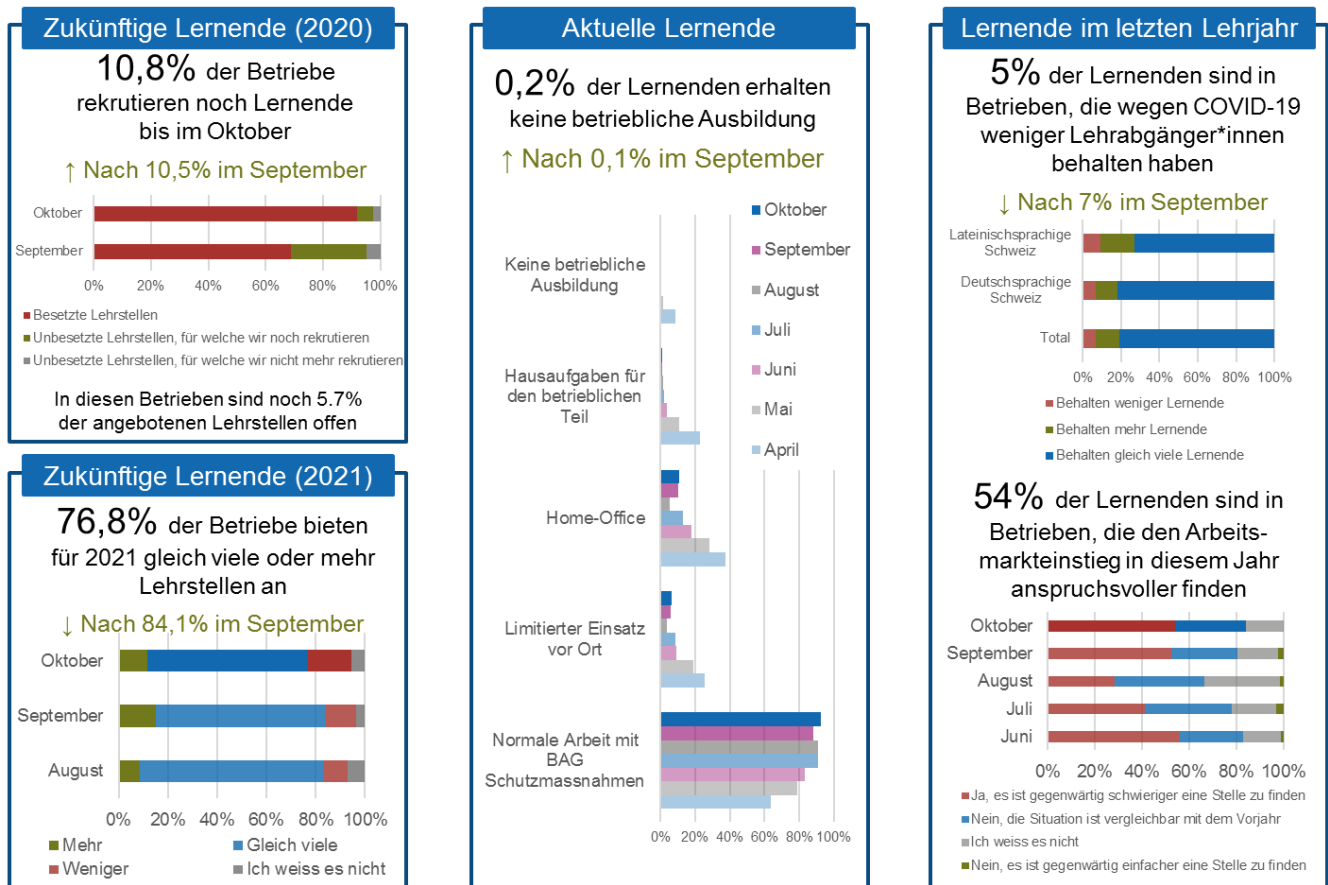 Zukünftige Lernende (2020)
10,8% der Betriebe
rekrutieren noch Lernende
bis im Oktober
↑ Nach 10,5% im September
Oktober
September
0% 20% 40% 60% 80% 100%
Besetzte Lehrstellen
Unbesetzte Lehrstellen, für welche wir noch rekrutieren
Unbesetzte Lehrstellen, für welche wir nicht mehr rekrutieren
In diesen Betrieben sind noch 5.7%
der angebotenen Lehrstellen offen
Zukünftige Lernende (2021)
76,8% der Betriebe bieten
für 2021 gleich viele oder mehr
Lehrstellen an
↓ Nach 84,1% im September
Oktober
September
August
0% 20% 40% 60% 80% 100%
Mehr
Gleich viele
Weniger
Ich weiss es nicht
Aktuelle Lernende
0,2% der Lernenden erhalten
keine betriebliche Ausbildung
↑ Nach 0,1% im September
Oktober
September
August
Juli
Juni
Mai
April
Keine betriebliche
Ausbildung
Hausaufgaben für
den betrieblichen
Teil
Home-Office
Limitierter Einsatz
vor Ort
Normale Arbeit mit
BAG
Schutzmassnahmen
0% 20% 40% 60% 80% 100%
Lernende im letzten Lehrjahr
5% der Lernenden sind in
Betrieben, die wegen COVID-19
weniger Lehrabgänger*innen
behalten haben
↓ Nach 7% im September
Lateinischsprachige
Schweiz
Deutschsprachige
Schweiz
Total
0% 20% 40% 60% 80% 100%
Behalten weniger Lernende
Behalten mehr Lernende
Behalten gleich viele Lernende
54% der Lernenden sind in
Betrieben, die den Arbeits-
markteinstieg in diesem Jahr
anspruchsvoller finden
Oktober
September
August
Juli
Juni
0% 20% 40% 60% 80% 100%
Ja, es ist gegenwärtig schwieriger eine Stelle zu finden
Nein, die Situation ist vergleichbar mit dem Vorjahr
Ich weiss es nicht
Nein, es ist gegenwärtig einfacher eine Stelle zu finden